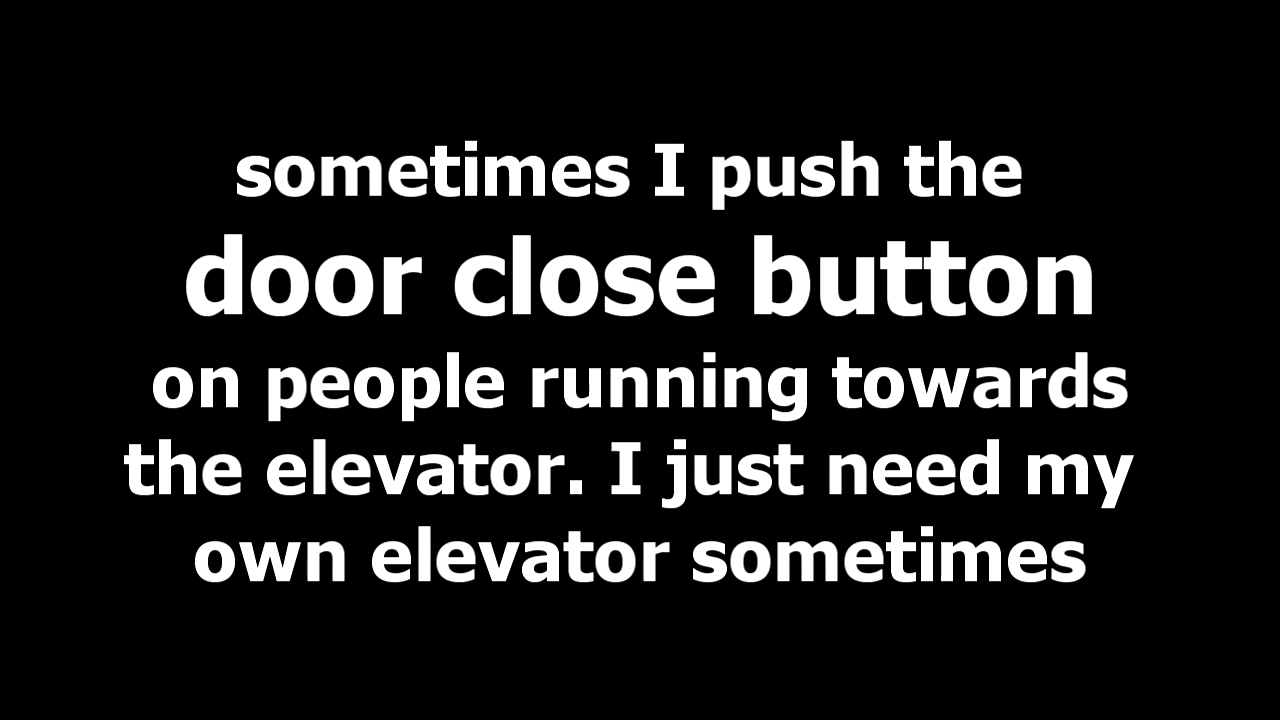 sometimes I push the
door close button
on people running towards
the elevator. I just need my
own elevator sometimes